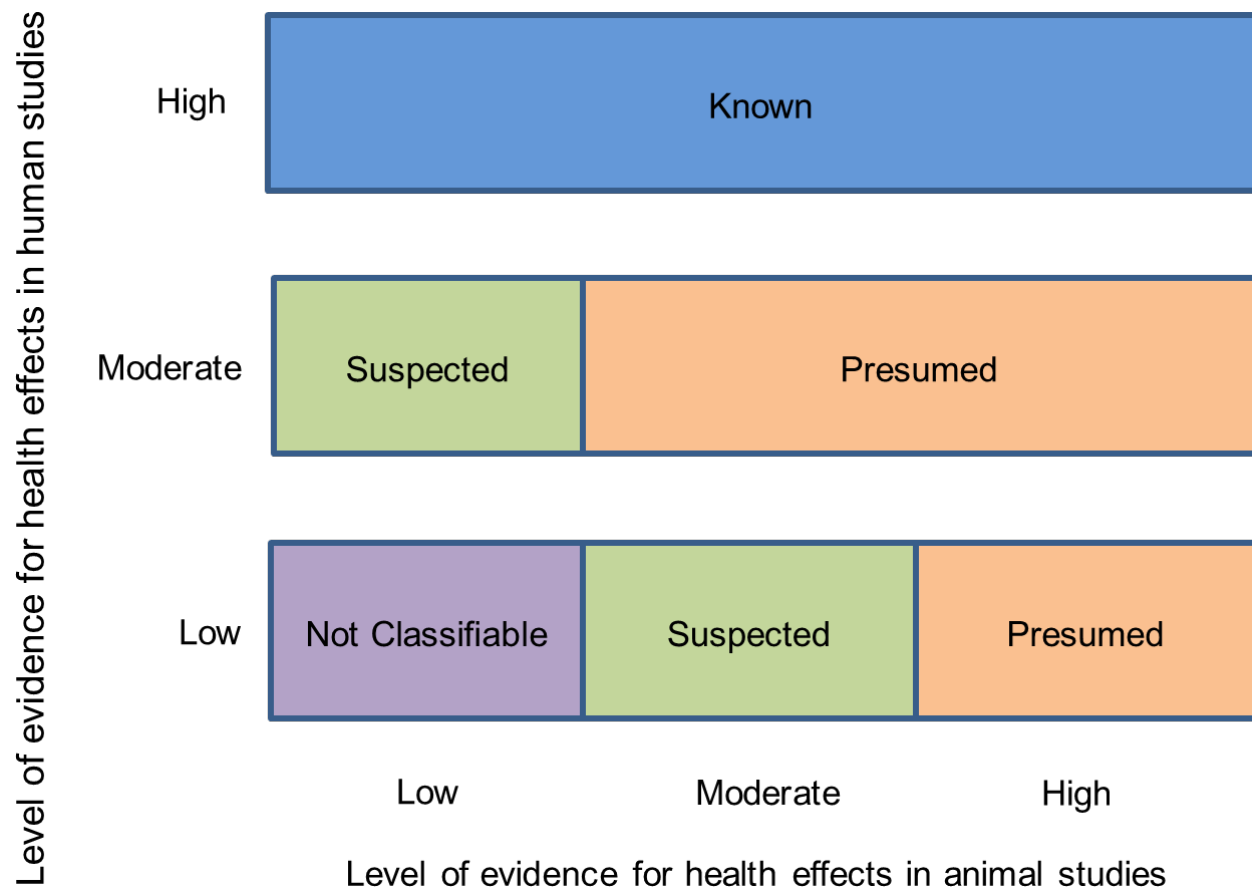 Level of evidence for health effects in human studies
High
Known
Moderate
Suspected
Presumed
Low
Not Classifiable
Suspected
Presumed
Low
Moderate
High
Level of evidence for health effects in animal studies